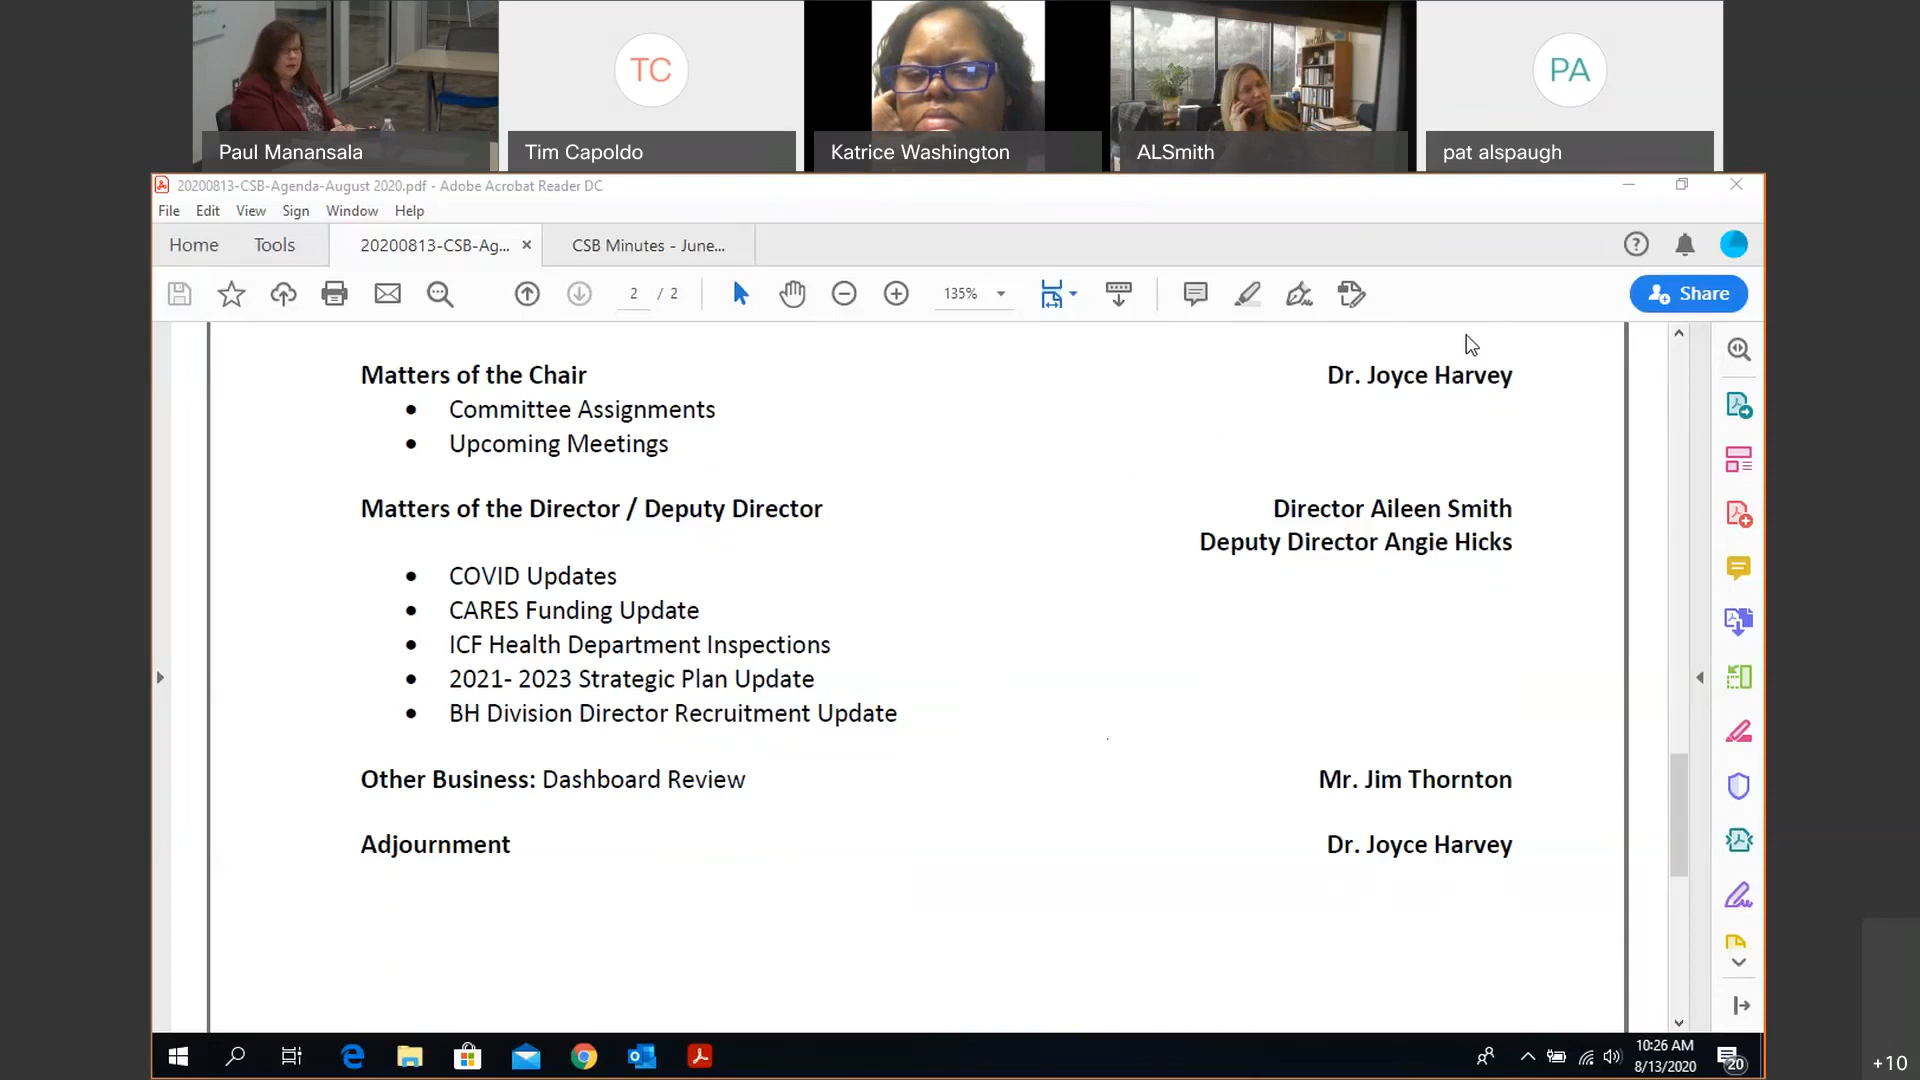 TC
PA
Paul Manansala
Tim Capoldo
Katrice Washington
ALSmith
pat alspaugh
20200813-CSB-Agenda-August 2020.pdf - Adobe Acrobat Reader DC
File Edit View Sign Window Help
Home Tools 20200813-CSB-Ag... × CSB Minutes - June...
2 / 2 135% Share
Matters of the Chair Dr. Joyce Harvey
• Committee Assignments
• Upcoming Meetings
Matters of the Director / Deputy Director Director Aileen Smith
Deputy Director Angie Hicks
• COVID Updates
• CARES Funding Update
• ICF Health Department Inspections
• 2021- 2023 Strategic Plan Update
• BH Division Director Recruitment Update
Other Business: Dashboard Review Mr. Jim Thornton
Adjournment Dr. Joyce Harvey
10:26 AM
8/13/2020
20
+10